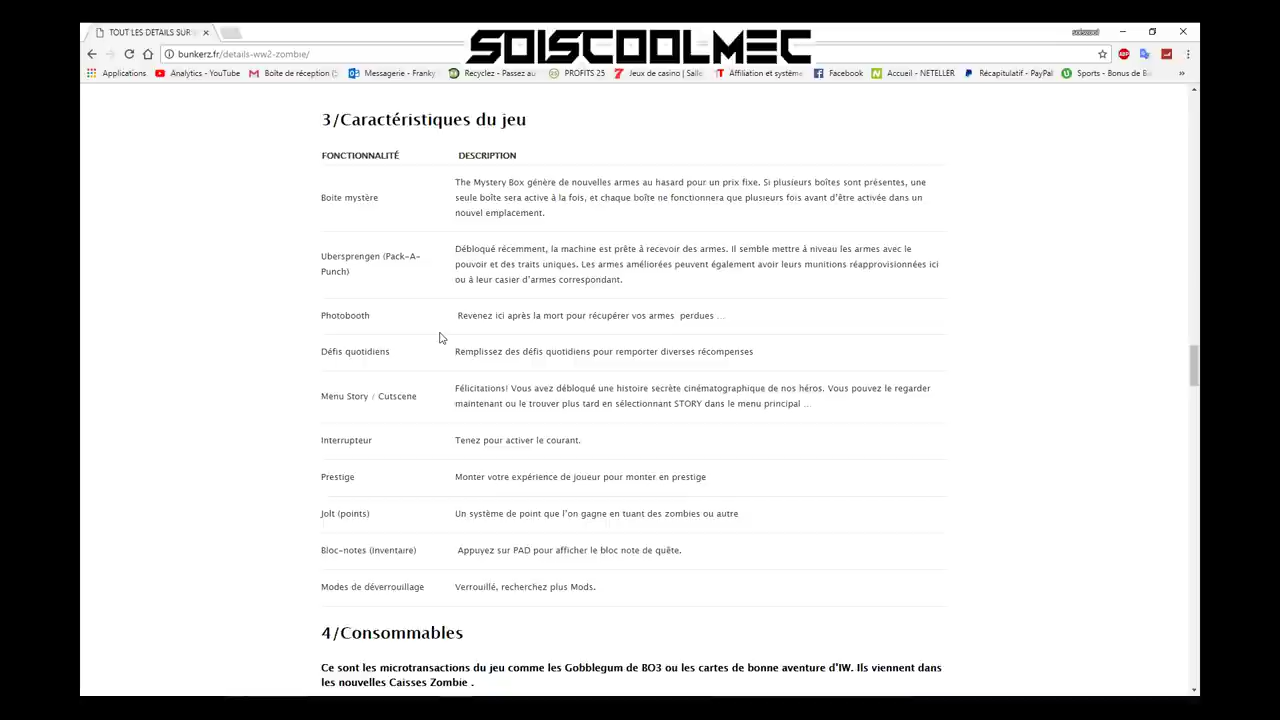 TOUT LES DETAILS SUR
SOISCOOLMEC
soiscool
bunkerz.fr/details-ww2-zombie/
Applications
Analytics - YouTube
Boîte de réception (
Messagerie - Franky
Recyclez - Passez au
PROFITS 25
Jeux de casino | Salle
Affiliation et système
Facebook
Accueil - NETELLER
Récapitulatif - PayPal
Sports - Bonus de B
»
3/Caractéristiques du jeu
FONCTIONNALITÉ DESCRIPTION
The Mystery Box génère de nouvelles armes au hasard pour un prix fixe. Si plusieurs boîtes sont présentes, une
Boite mystère seule boîte sera active à la fois, et chaque boîte ne fonctionnera que plusieurs fois avant d'être activée dans un
nouvel emplacement.
Ubersprengen (Pack-A-
Punch)
Débloqué récemment, la machine est prête à recevoir des armes. Il semble mettre à niveau les armes avec le
pouvoir et des traits uniques. Les armes améliorées peuvent également avoir leurs munitions réapprovisionnées ici
ou à leur casier d'armes correspondant.
Photobooth Revenez ici après la mort pour récupérer vos armes perdues ...
Défis quotidiens Remplissez des défis quotidiens pour remporter diverses récompenses
Menu Story / Cutscene
Félicitations! Vous avez débloqué une histoire secrète cinématographique de nos héros. Vous pouvez le regarder
maintenant ou le trouver plus tard en sélectionnant STORY dans le menu principal ...
Interrupteur Tenez pour activer le courant.
Prestige Monter votre expérience de joueur pour monter en prestige
Jolt (points) Un système de point que l'on gagne en tuant des zombies ou autre
Bloc-notes (Inventaire) Appuyez sur PAD pour afficher le bloc note de quête.
Modes de déverrouillage Verrouillé, recherchez plus Mods.
4/Consommables
Ce sont les microtransactions du jeu comme les Gobblegum de BO3 ou les cartes de bonne aventure d'IW. Ils viennent dans
les nouvelles Caisses Zombie .